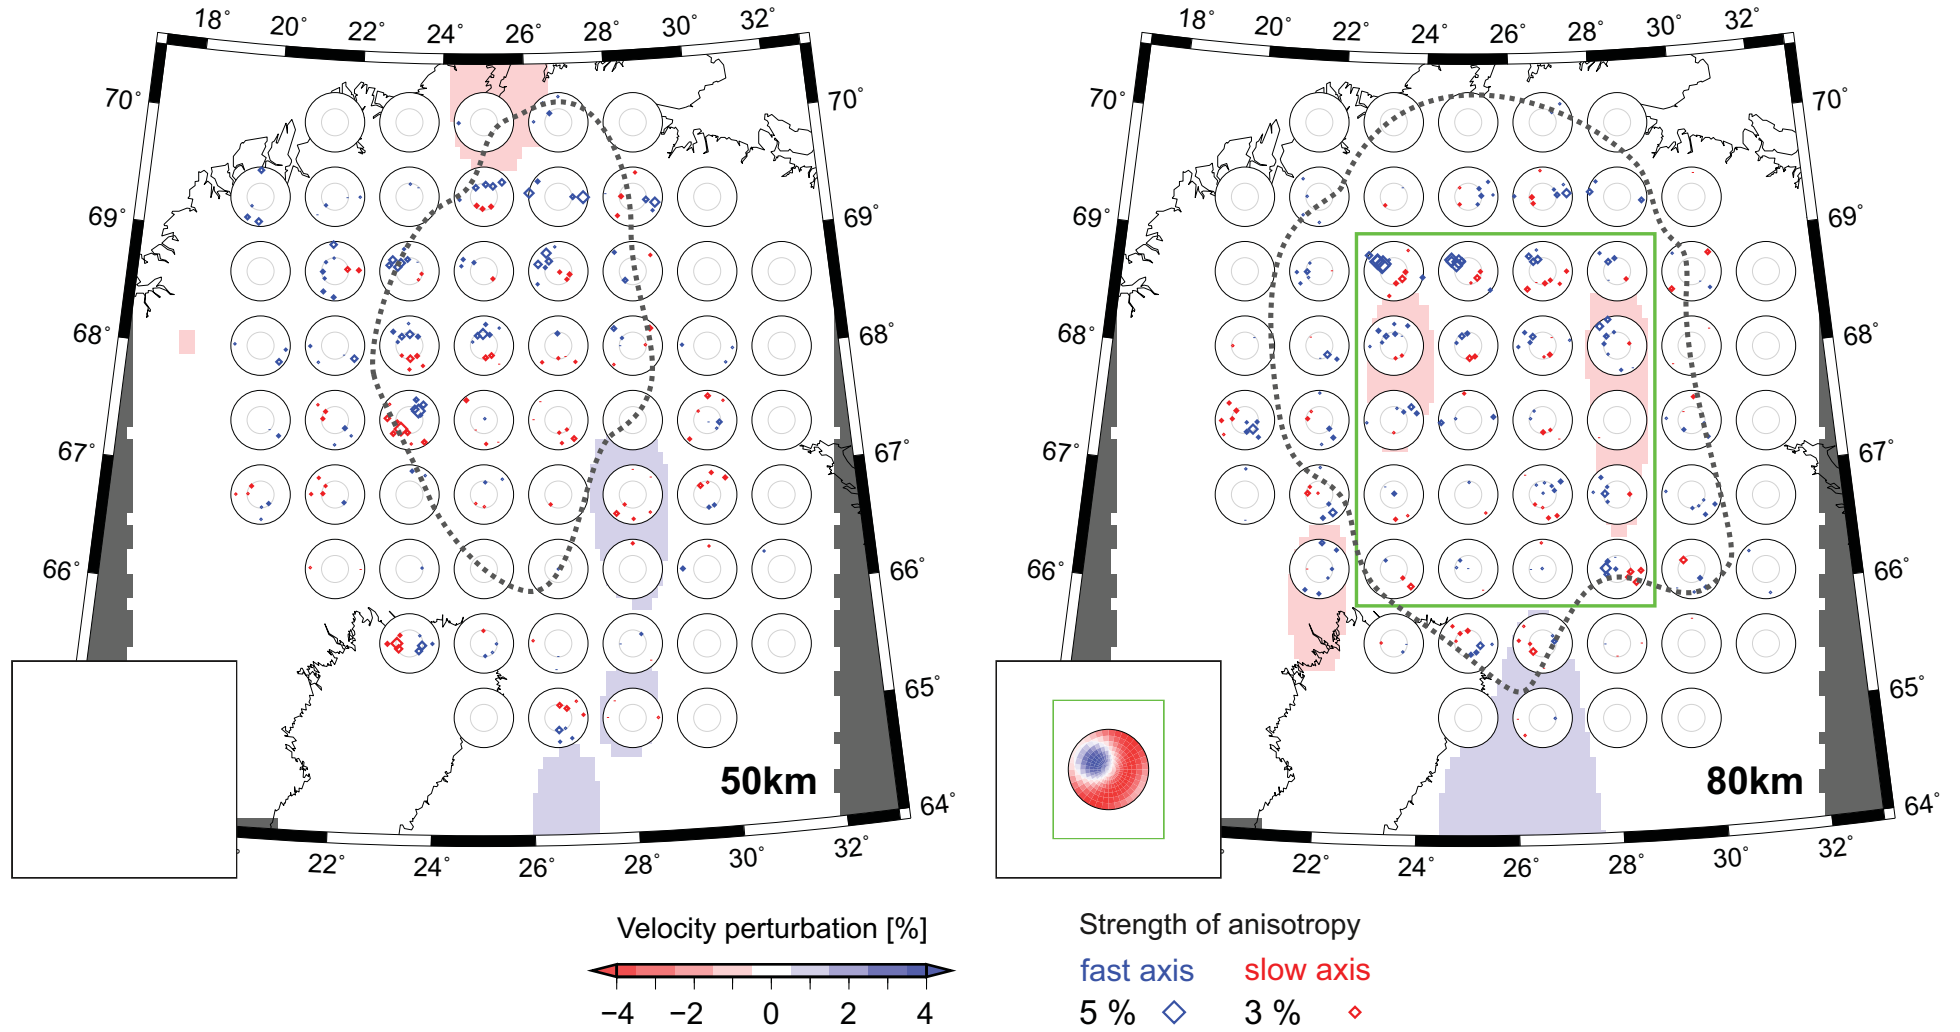 18° 20° 22° 24° 26° 28° 30° 32°
18° 20° 22° 24° 26° 28° 30° 32°
70° 70° 70° 70°
69° 69° 69° 69°
68° 68° 68° 68°
67° 67° 67° 67°
66° 66° 66° 66°
65° 65°
50km 80km
64° 64°
22° 24° 26° 28° 30° 32°
22° 24° 26° 28° 30° 32°
Velocity perturbation [%]
−4 −2 0 2 4
Strength of anisotropy
fast axis slow axis
5 % 3 %